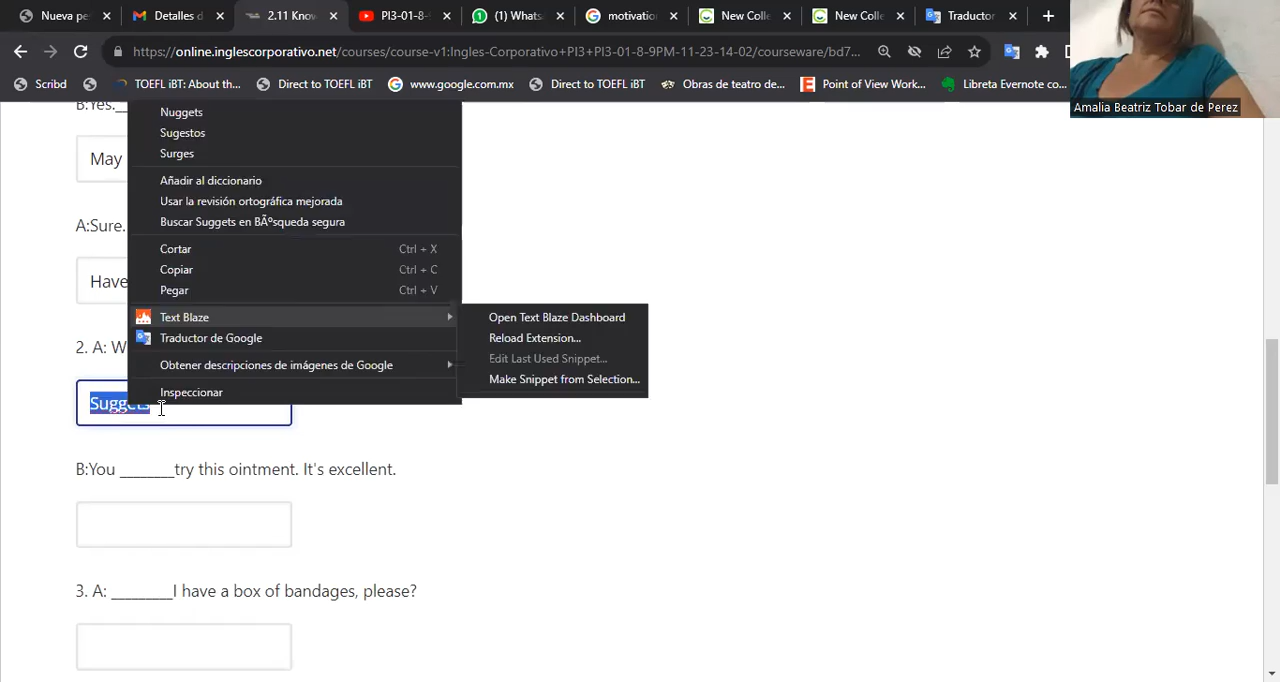 Nueva pe
Detalles d
2.11 Know
PI3-01-8-
(1) Whats
motivation
New Colle
New Colle
Traductor
https://online.inglescorporativo.net/courses/course-v1:Ingles-Corporativo+PI3+PI3-01-8-9PM-11-23-14-02/courseware/bd7...
Scribd
TOEFL iBT: About th...
Direct to TOEFL iBT
www.google.com.mx
Direct to TOEFL iBT
Obras de teatro de...
Point of View Work...
Libreta Evernote co...
Amalia Beatriz Tobar de Perez
B:Yes.
May
A:Sure.
Have
2. A: W
Suggets
Nuggets
Sugestos
Surges
Añadir al diccionario
Usar la revisión ortográfica mejorada
Buscar Suggets en BÃºsqueda segura
Cortar Ctrl + X
Copiar Ctrl + C
Pegar Ctrl + V
Text Blaze
Traductor de Google
Obtener descripciones de imágenes de Google
Inspeccionar
Open Text Blaze Dashboard
Reload Extension...
Edit Last Used Snippet...
Make Snippet from Selection...
B:You _______try this ointment. It's excellent.
3. A: _________I have a box of bandages, please?